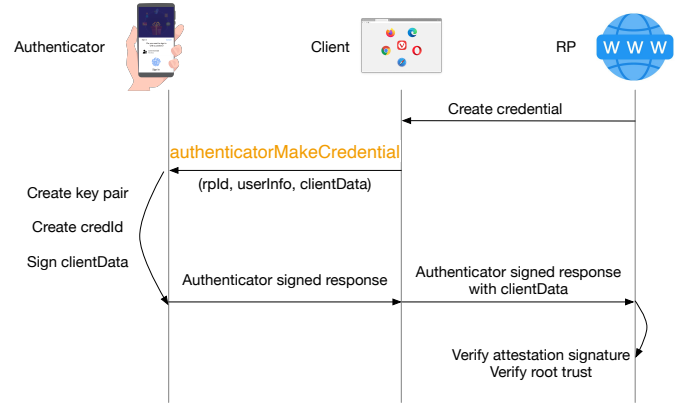 Authenticator
Client
RP
WWW
Create credential
authenticatorMakeCredential
(rpId, userInfo, clientData)
Create key pair
Create credId
Sign clientData
Authenticator signed response
Authenticator signed response
with clientData
Verify attestation signature
Verify root trust